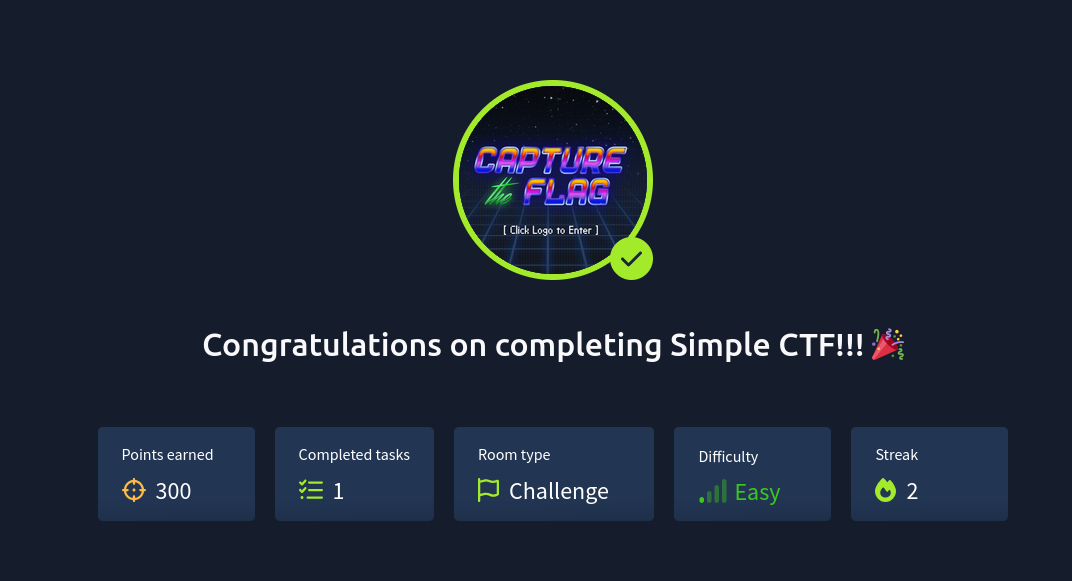 CAPTURE
the FLAG
[ Click Logo to Enter ]
Congratulations on completing Simple CTF!!! 🎉
Points earned
300
Completed tasks
1
Room type
Challenge
Difficulty
Easy
Streak
2